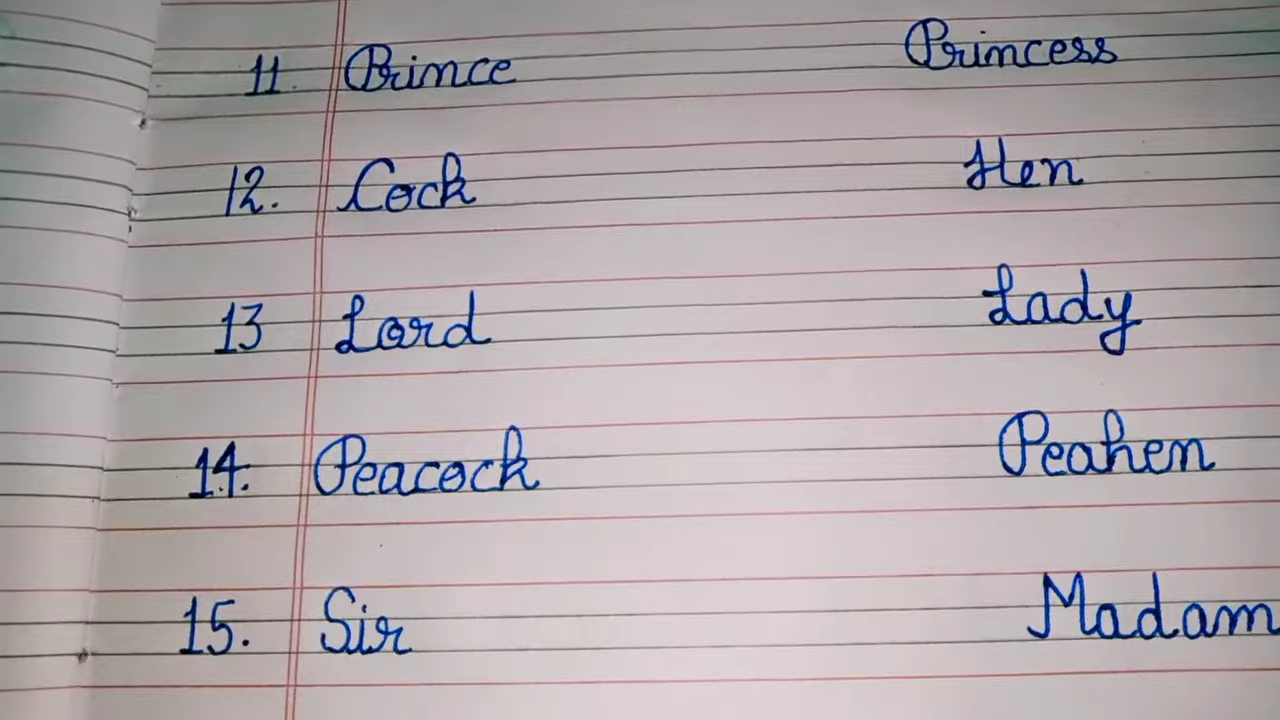 11. Prince Princess
12. Cock Hen
13 Lord Lady
14. Peacock Peahen
15. Sir Madam